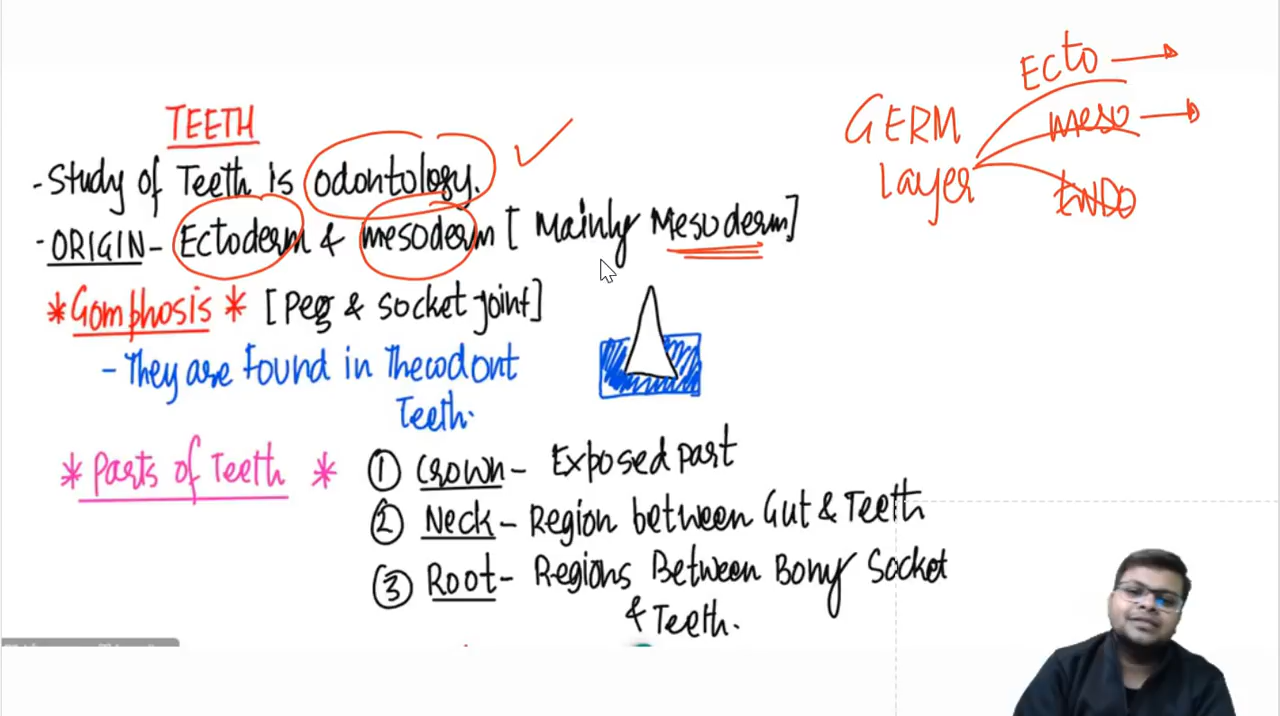 TEETH
- Study of Teeth is odontology.
- ORIGIN - Ectoderm & mesoderm [Mainly Mesoderm]
* Gomphosis * [Peg & socket joint]
- They are found in Thecodont
Teeth.
* Parts of Teeth *
① Crown - Exposed part
② Neck - Region between Gut & Teeth
③ Root - Regions Between Bony Socket
& Teeth.
GERM
layer
Ecto →
meso →
ENDO